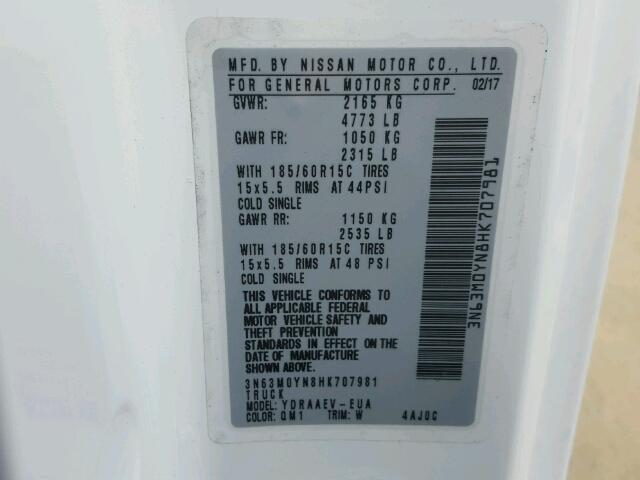 MFD. BY NISSAN MOTOR CO., LTD.
FOR GENERAL MOTORS CORP. 02/17
GVWR: 2165 KG
4773 LB
GAWR FR: 1050 KG
2315 LB
WITH 185/60R15C TIRES
15x5.5 RIMS AT 44PSI
COLD SINGLE
GAWR RR: 1150 KG
2535 LB
WITH 185/60R15C TIRES
15x5.5 RIMS AT 48 PSI
COLD SINGLE
THIS VEHICLE CONFORMS TO
ALL APPLICABLE FEDERAL
MOTOR VEHICLE SAFETY AND
THEFT PREVENTION
STANDARDS IN EFFECT ON THE
DATE OF MANUFACTURE
SHOWN ABOVE.
3N63M0YN8HK707981
TRUCK
MODEL: YDRAAEV-EUA
COLOR: QM1 TRIM: W 4AJ0C
3N63M0YN8HK707981